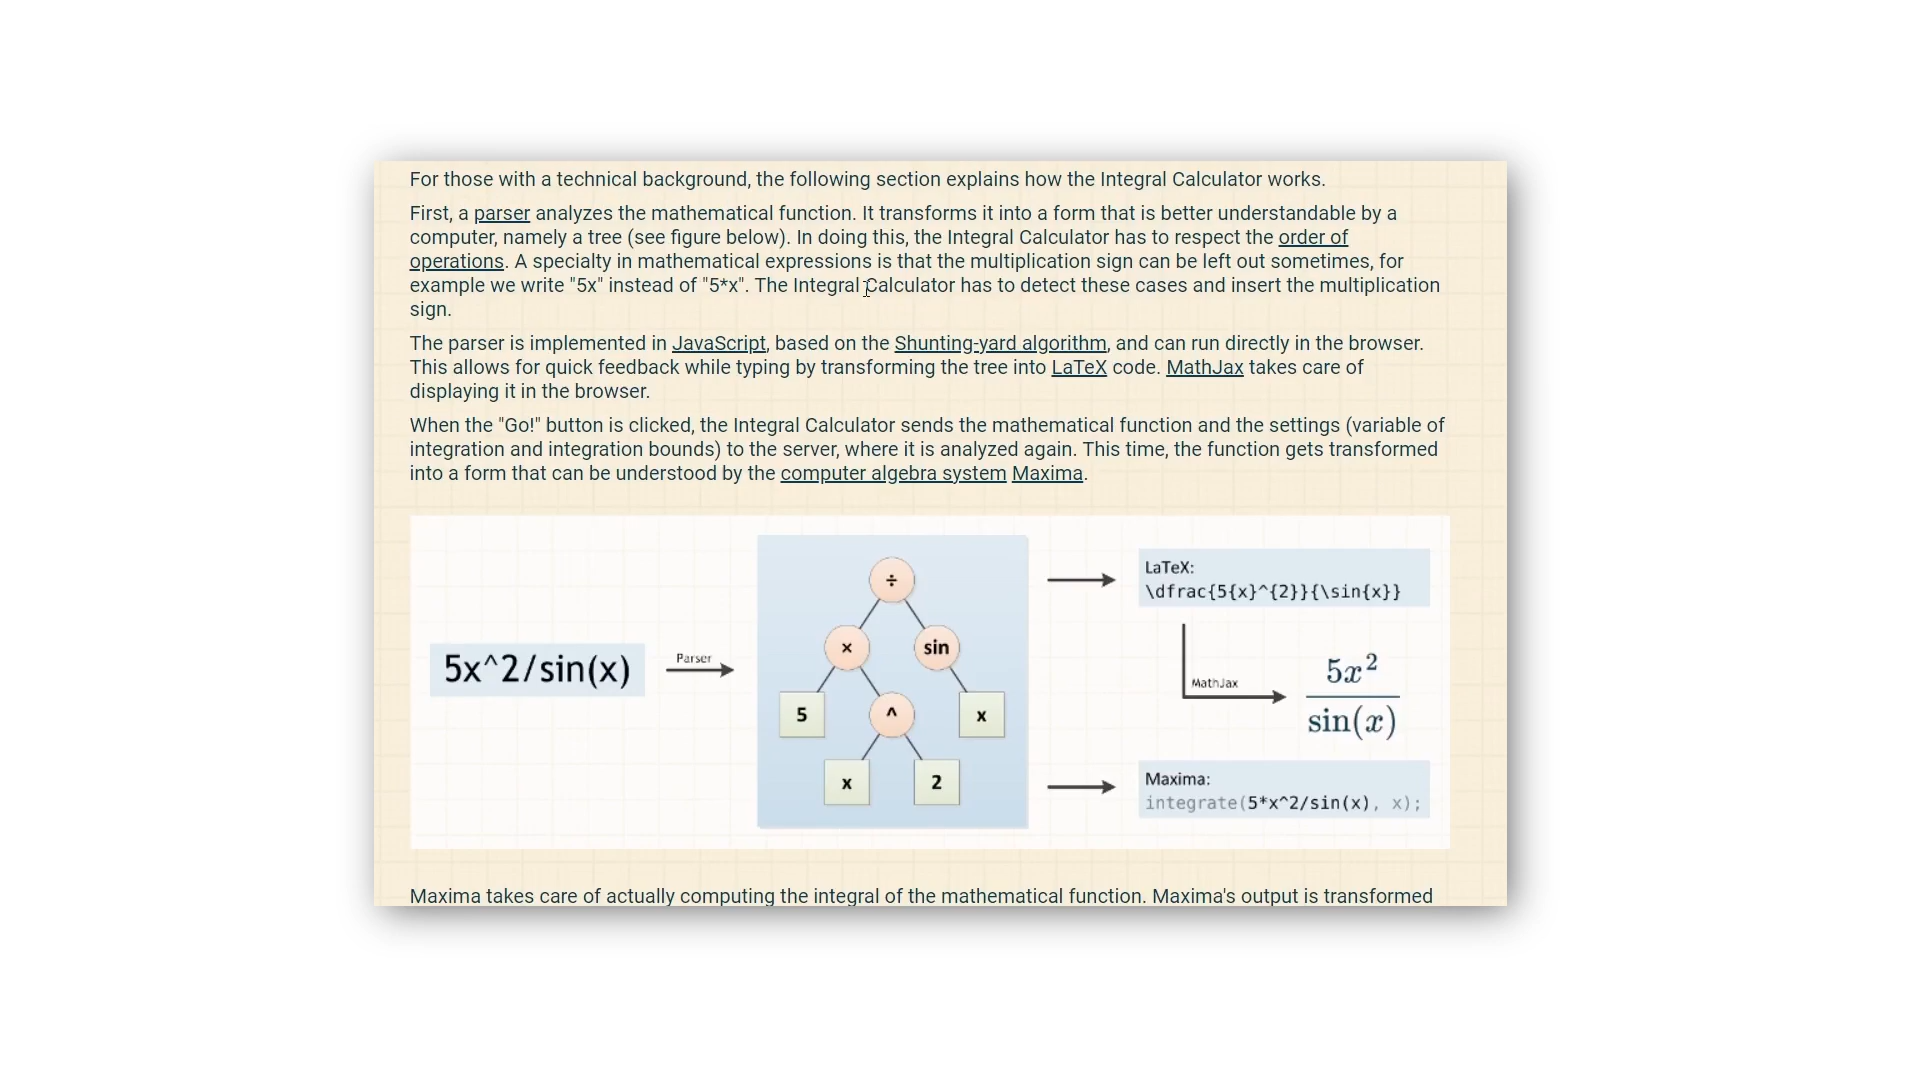 For those with a technical background, the following section explains how the Integral Calculator works.
First, a parser analyzes the mathematical function. It transforms it into a form that is better understandable by a
computer, namely a tree (see figure below). In doing this, the Integral Calculator has to respect the order of
operations. A specialty in mathematical expressions is that the multiplication sign can be left out sometimes, for
example we write "5x" instead of "5*x". The Integral Calculator has to detect these cases and insert the multiplication
sign.
The parser is implemented in JavaScript, based on the Shunting-yard algorithm, and can run directly in the browser.
This allows for quick feedback while typing by transforming the tree into LaTeX code. MathJax takes care of
displaying it in the browser.
When the "Go!" button is clicked, the Integral Calculator sends the mathematical function and the settings (variable of
integration and integration bounds) to the server, where it is analyzed again. This time, the function gets transformed
into a form that can be understood by the computer algebra system Maxima.
5x^2/sin(x)
Parser
÷
× sin
5 ^ x
x 2
LaTeX:
\dfrac{5{x}^{2}}{\sin{x}}
MathJax
5x²
sin(x)
Maxima:
integrate(5*x^2/sin(x), x);
Maxima takes care of actually computing the integral of the mathematical function. Maxima's output is transformed